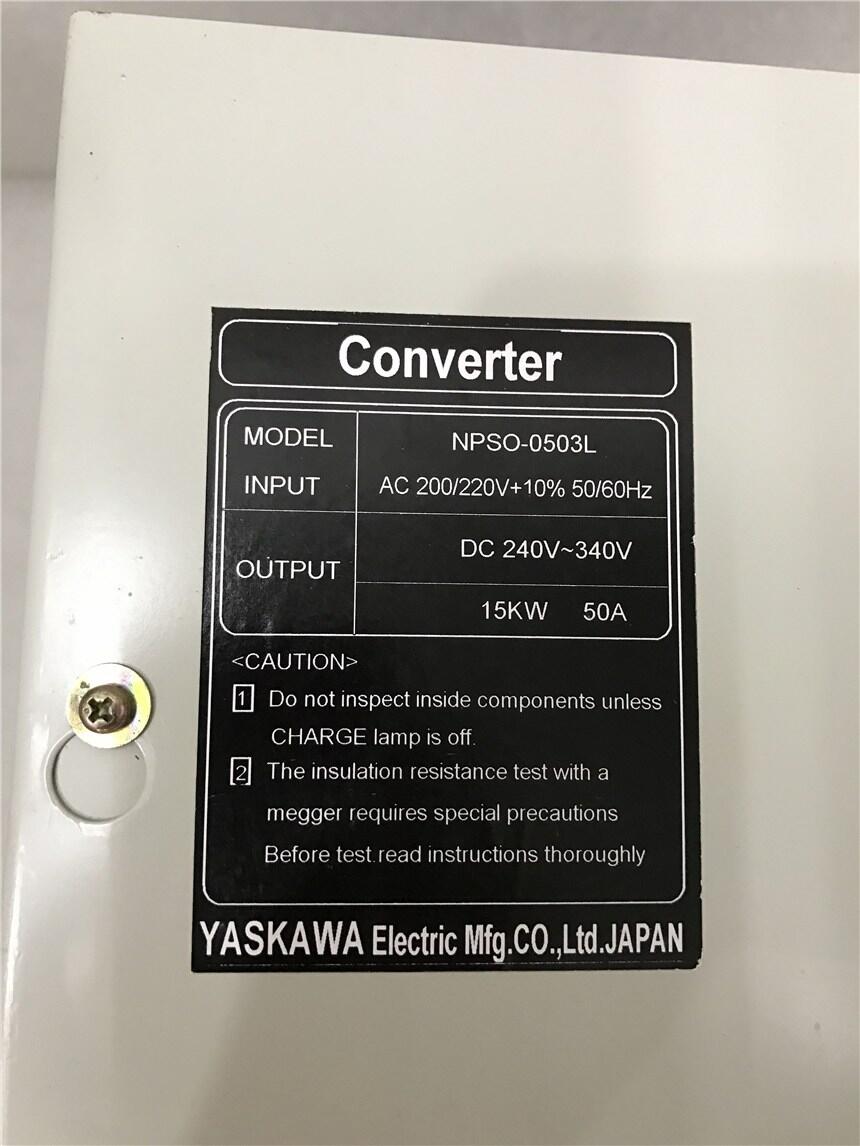 Converter
MODEL NPSO-0503L
INPUT AC 200/220V+10% 50/60Hz
OUTPUT DC 240V~340V
15KW 50A
<CAUTION>
1 Do not inspect inside components unless
CHARGE lamp is off.
2 The insulation resistance test with a
megger requires special precautions
Before test.read instructions thoroughly
YASKAWA Electric Mfg.CO.,Ltd.JAPAN